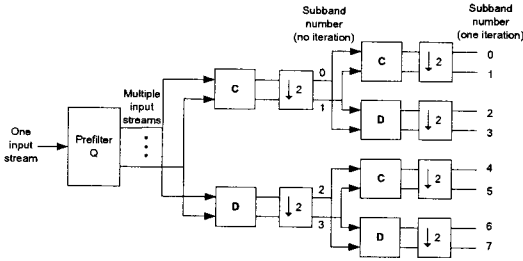 Subband
number
(no iteration)
Subband
number
(one iteration)
Multiple
input
streams
One
input
stream
Prefilter
Q
C
↓ 2
0
1
C
↓ 2
0
1
D
↓ 2
2
3
D
↓ 2
2
3
C
↓ 2
4
5
D
↓ 2
6
7